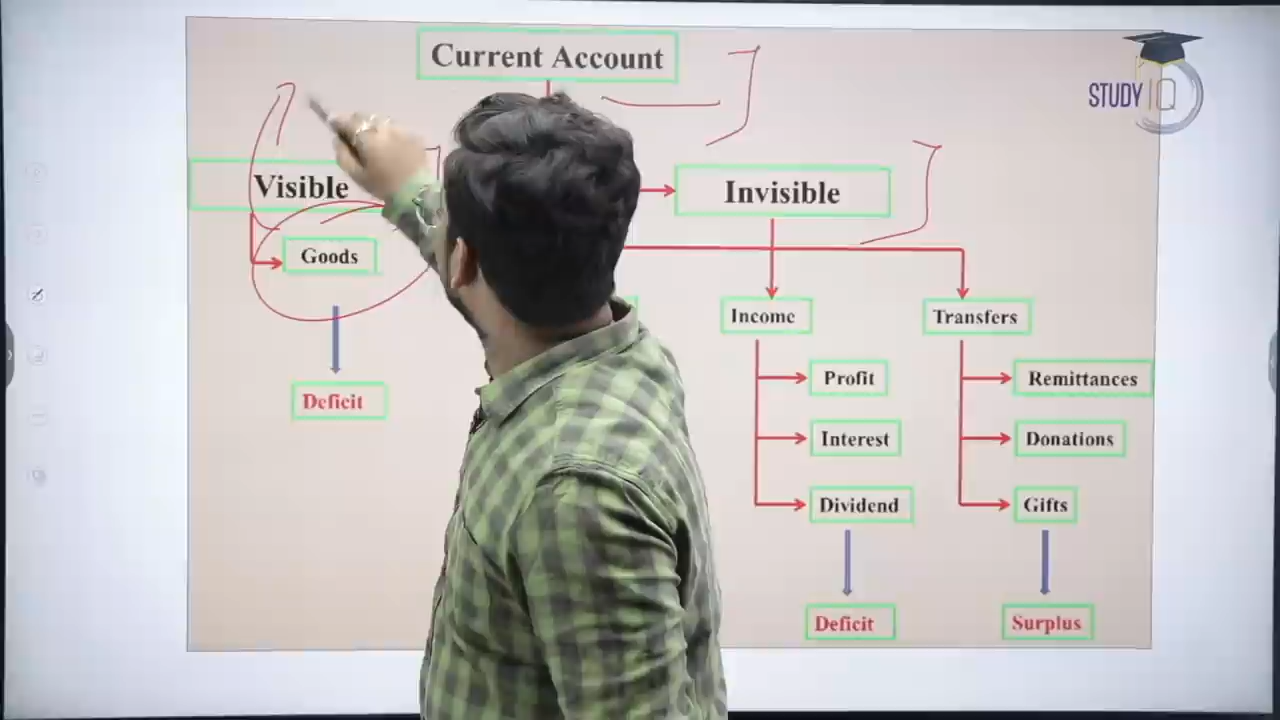 Current Account
STUDY IQ
Visible
Invisible
Goods
Income
Transfers
Deficit
Profit
Remittances
Interest
Donations
Dividend
Gifts
Deficit
Surplus